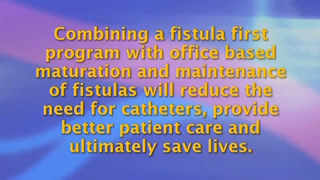 Combining a fistula first
program with office based
maturation and maintenance
of fistulas will reduce the
need for catheters, provide
better patient care and
ultimately save lives.